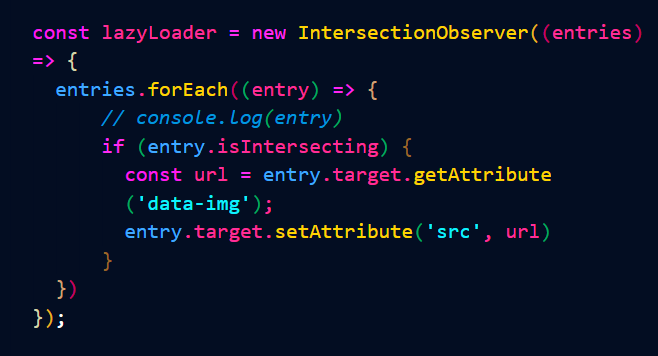 const lazyLoader = new IntersectionObserver((entries)
=> {
entries.forEach((entry) => {
// console.log(entry)
if (entry.isIntersecting) {
const url = entry.target.getAttribute
('data-img');
entry.target.setAttribute('src', url)
}
})
});